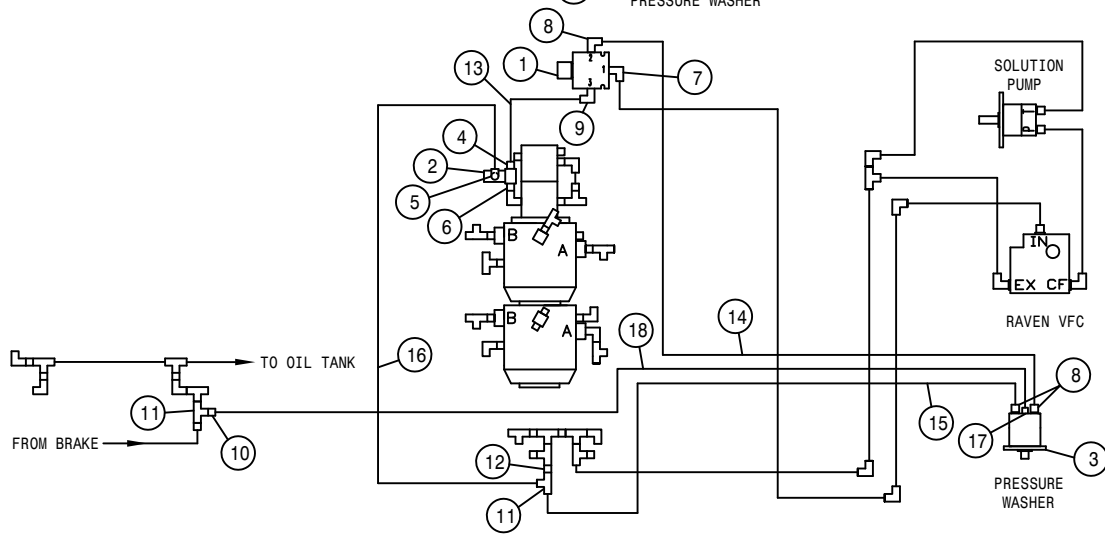 PRESSURE WASHER
8
2
1
1
3
7
13
9
SOLUTION
PUMP
P T
4
2
5
6
B
A
IN
EX CF
RAVEN VFC
B
A
14
18
16
TO OIL TANK
11
10
FROM BRAKE
15
8
17
3
12
11
PRESSURE
WASHER